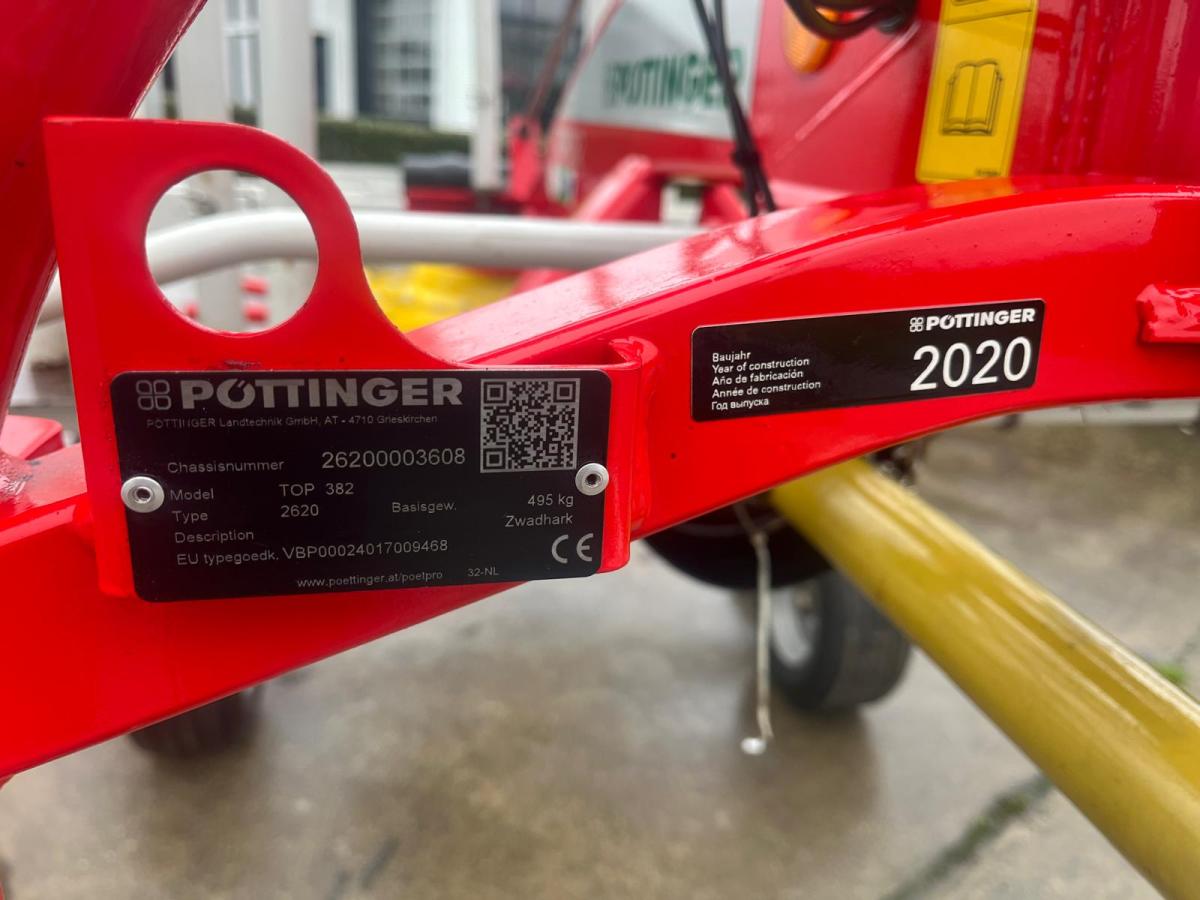 PÖTTINGER
PÖTTINGER
PÖTTINGER Landtechnik GmbH, AT - 4710 Grieskirchen
Chassisnummer 26200003608
Model TOP 382
Type 2620 Basisgew. 495 kg
Description Zwadhark
EU typegoedk. VBP00024017009468
CE
www.poettinger.at/poetpro 32-NL
PÖTTINGER
Baujahr
Year of construction
Año de fabricación
Année de construction
Год выпуска
2020